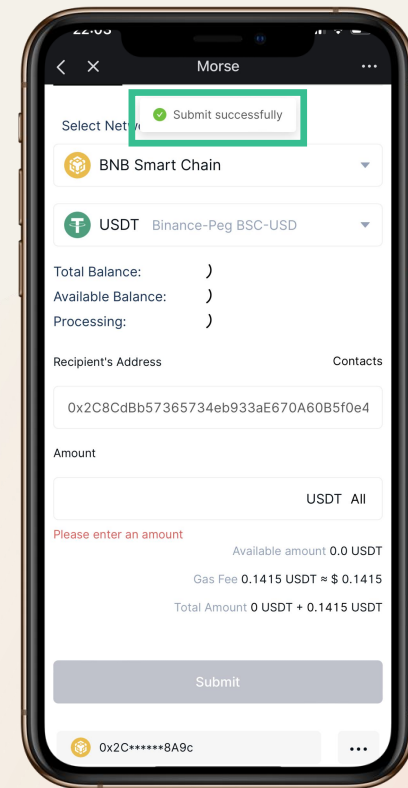 22:03
Morse
Submit successfully
Select Netw
BNB Smart Chain
USDT Binance-Peg BSC-USD
Total Balance: )
Available Balance: )
Processing: )
Recipient's Address Contacts
0x2C8CdBb57365734eb933aE670A60B5f0e4
Amount
USDT All
Please enter an amount
Available amount 0.0 USDT
Gas Fee 0.1415 USDT ≈ $ 0.1415
Total Amount 0 USDT + 0.1415 USDT
Submit
0x2C******8A9c